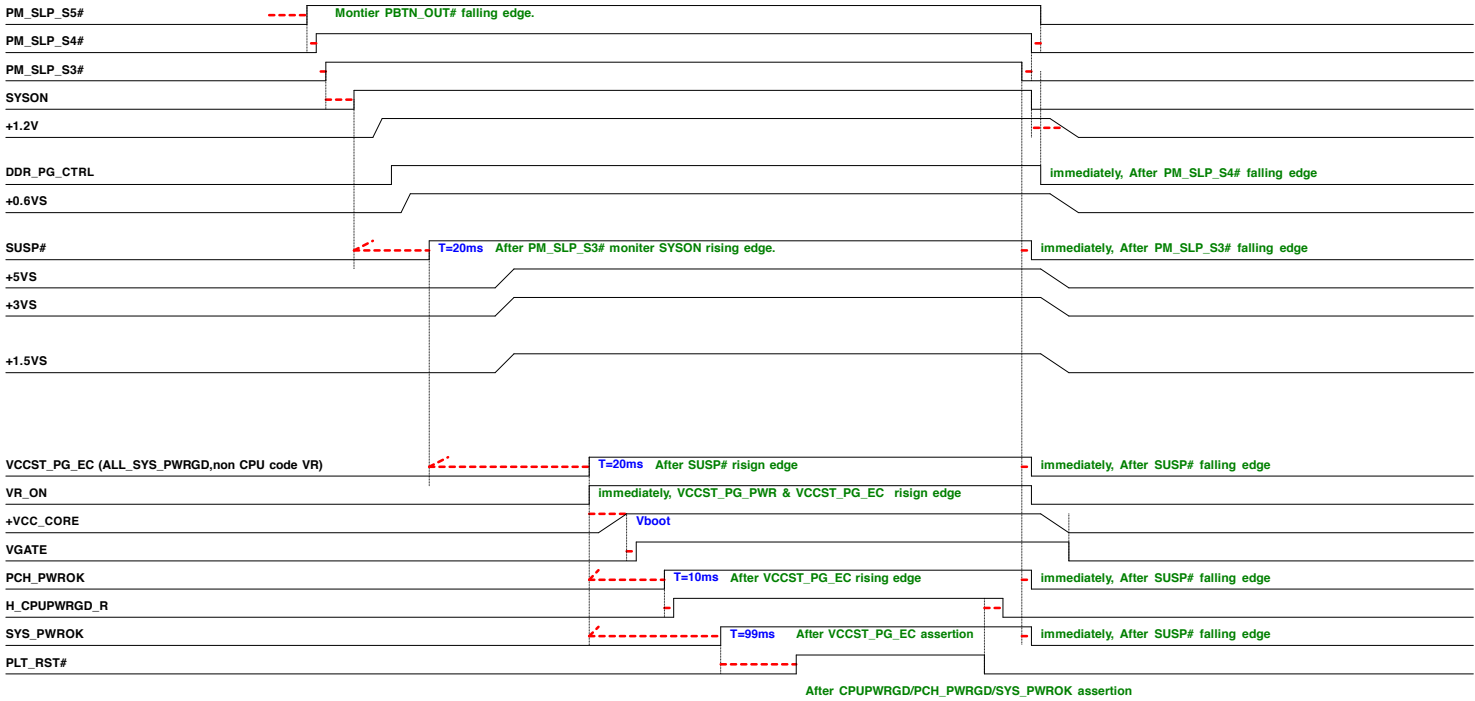 PM_SLP_S5# Montier PBTN_OUT# falling edge.
PM_SLP_S4#
PM_SLP_S3#
SYSON
+1.2V
DDR_PG_CTRL immediately, After PM_SLP_S4# falling edge
+0.6VS
SUSP# T=20ms After PM_SLP_S3# moniter SYSON rising edge. immediately, After PM_SLP_S3# falling edge
+5VS
+3VS
+1.5VS
VCCST_PG_EC (ALL_SYS_PWRGD,non CPU code VR) T=20ms After SUSP# risign edge immediately, After SUSP# falling edge
VR_ON immediately, VCCST_PG_PWR & VCCST_PG_EC risign edge
+VCC_CORE Vboot
VGATE
PCH_PWROK T=10ms After VCCST_PG_EC rising edge immediately, After SUSP# falling edge
H_CPUPWRGD_R
SYS_PWROK T=99ms After VCCST_PG_EC assertion immediately, After SUSP# falling edge
PLT_RST#
After CPUPWRGD/PCH_PWRGD/SYS_PWROK assertion